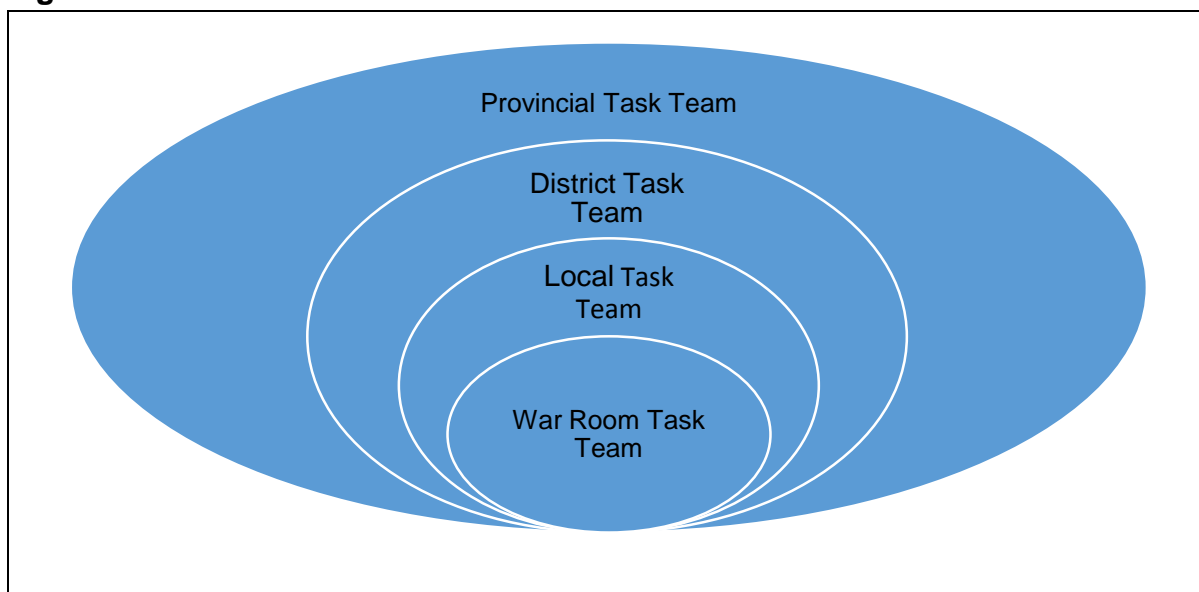 Provincial Task Team
District Task
Team
Local Task
Team
War Room Task
Team